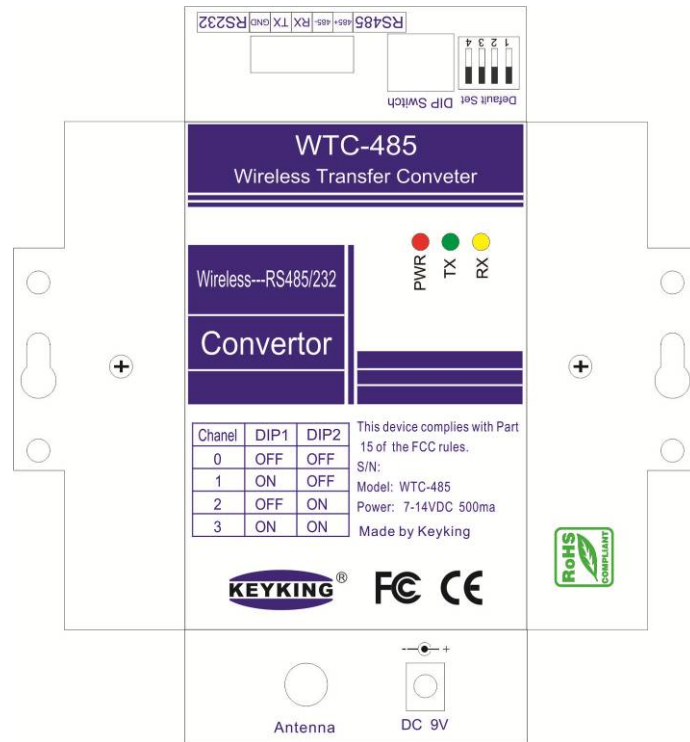 RS232 GND TX RX 485- 485+ RS485
4 3 2 1
DIP Switch
Default Set
WTC-485
Wireless Transfer Conveter
PWR
TX
RX
Wireless---RS485/232
Convertor
Chanel DIP1 DIP2
0 OFF OFF
1 ON OFF
2 OFF ON
3 ON ON
This device complies with Part
15 of the FCC rules.
S/N:
Model: WTC-485
Power: 7-14VDC 500ma
Made by Keyking
KEYKING ®
FC CE
RoHS
COMPLIANT
- +
Antenna
DC 9V